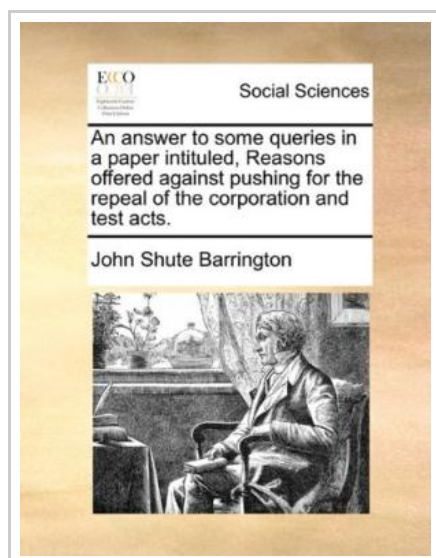 ECCO
Social Sciences
An answer to some queries in
a paper intituled, Reasons
offered against pushing for the
repeal of the corporation and
test acts.
John Shute Barrington